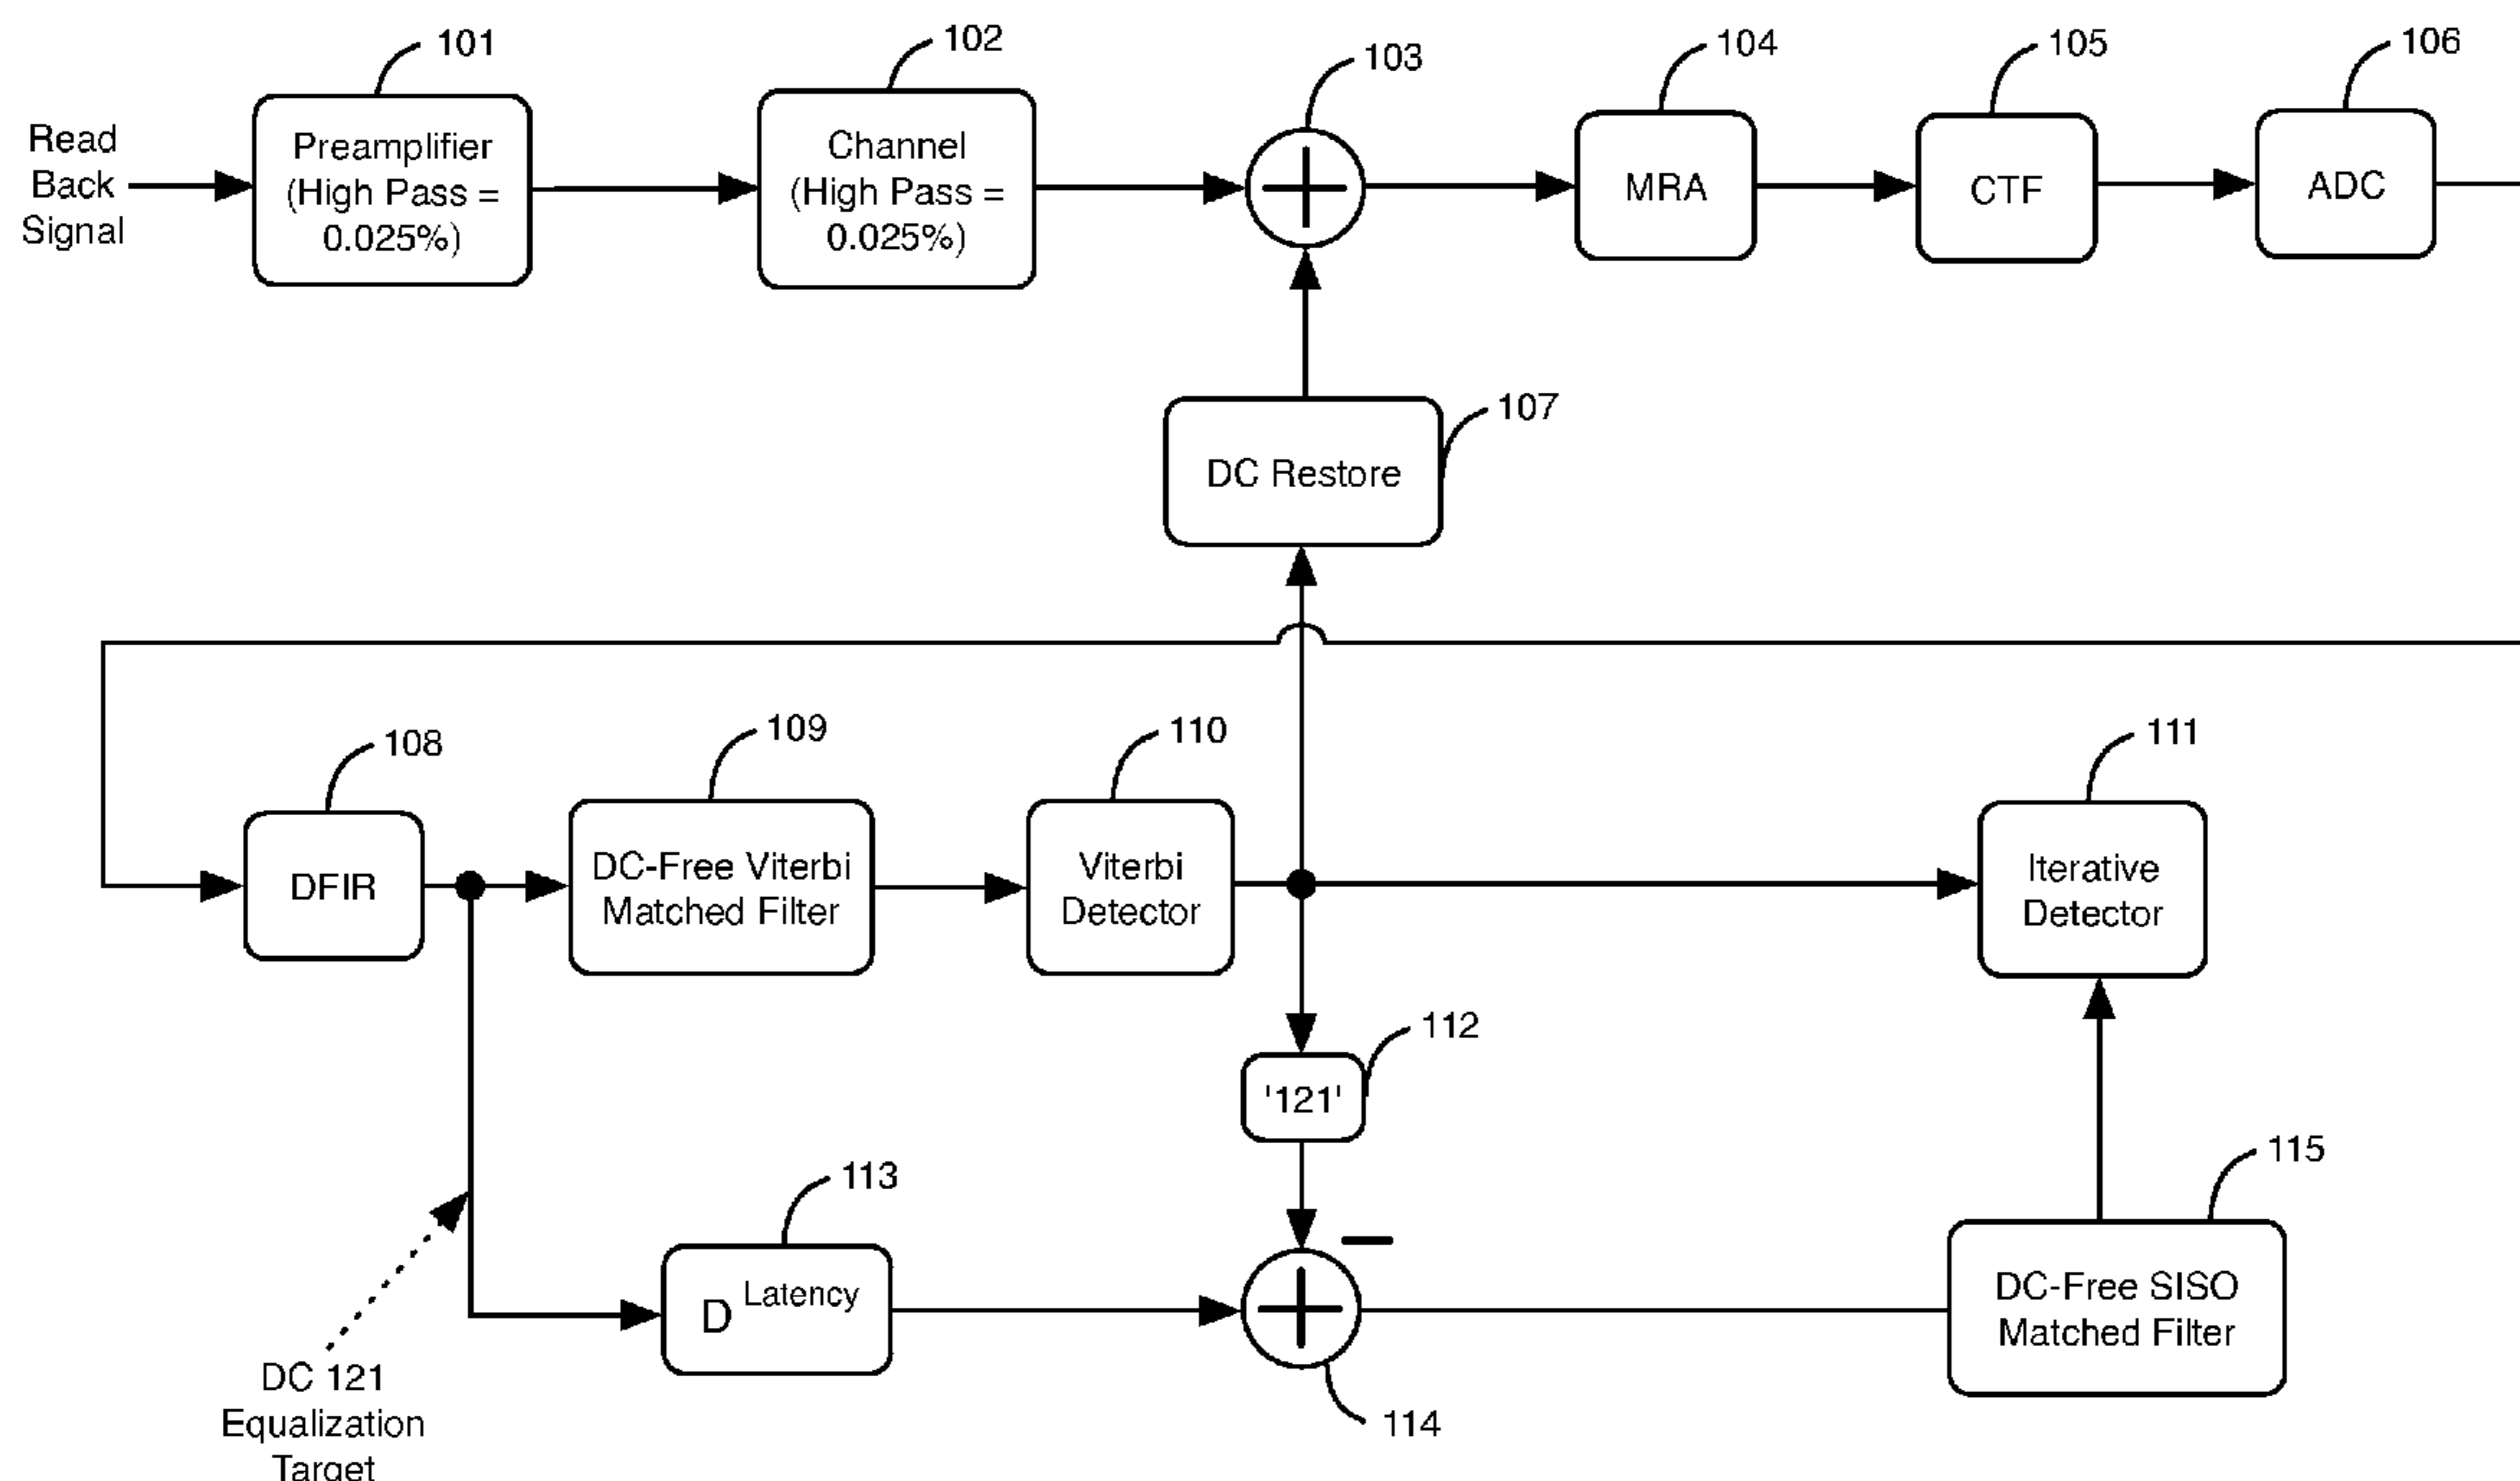 101
102
103
104
105
106
Read
Back
Signal
Preamplifier
(High Pass =
0.025%)
Channel
(High Pass =
0.025%)
MRA
CTF
ADC
107
DC Restore
108
109
110
111
DFIR
DC-Free Viterbi
Matched Filter
Viterbi
Detector
Iterative
Detector
112
'121'
113
115
D Latency
DC-Free SISO
Matched Filter
114
DC 121
Equalization
Target